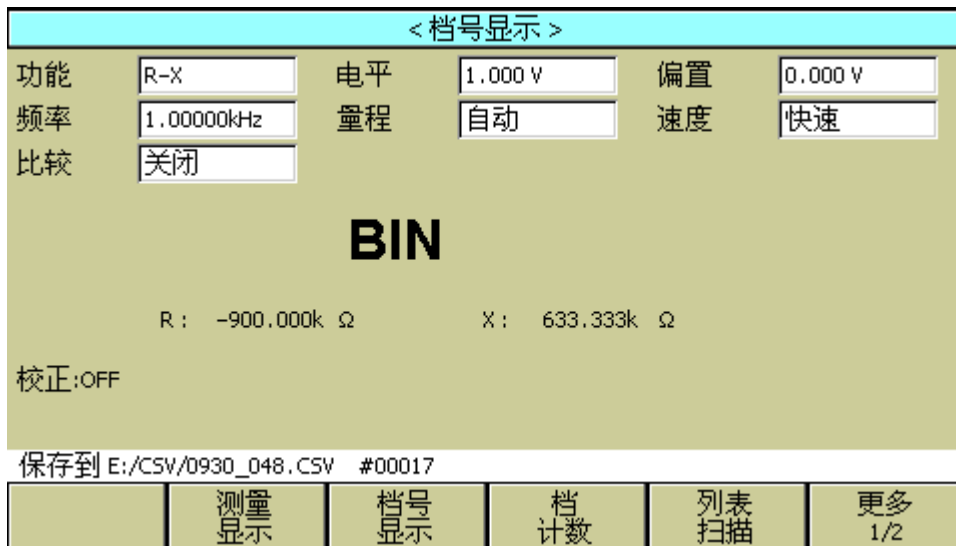 <档号显示>
功能 R-X 电平 1.000 V 偏置 0.000 V
频率 1.00000kHz 量程 自动 速度 快速
比较 关闭
BIN
R: -900.000k Ω X: 633.333k Ω
校正:OFF
保存到 E:/CSV/0930_048.CSV #00017
测量显示 档号显示 档计数 列表扫描 更多 1/2